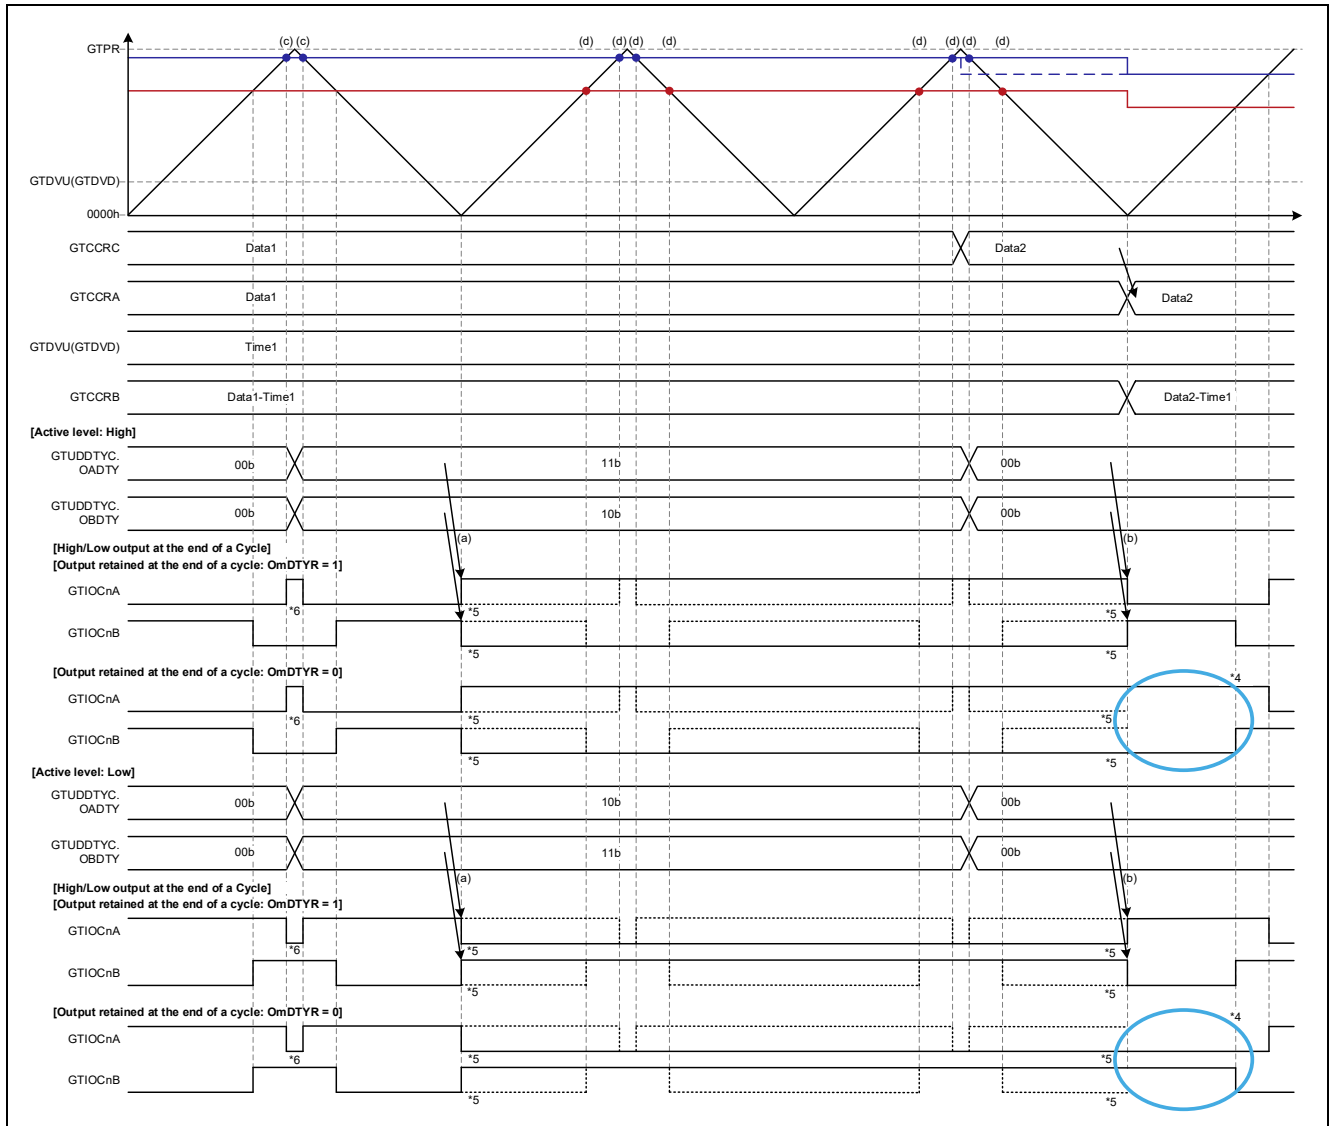 (c) (c) (d) (d) (d) (d) (d) (d) (d) (d)
GTPR
GTDVU(GTDVD)
0000h
GTCCRC Data1 Data2
GTCCRA Data1 Data2
GTDVU(GTDVD) Time1
GTCCRB Data1-Time1 Data2-Time1
[Active level: High]
GTUDDTYC.
OADTY 00b 11b 00b
GTUDDTYC.
OBDTY 00b 10b 00b
(a) (b)
[High/Low output at the end of a Cycle]
[Output retained at the end of a cycle: OmDTYR = 1]
GTIOCnA
*6 *5 *5
GTIOCnB
*5 *5
[Output retained at the end of a cycle: OmDTYR = 0]
*4
GTIOCnA
*6 *5 *5
GTIOCnB
*5 *5
[Active level: Low]
GTUDDTYC.
OADTY 00b 10b 00b
GTUDDTYC.
OBDTY 00b 11b 00b
(a) (b)
[High/Low output at the end of a Cycle]
[Output retained at the end of a cycle: OmDTYR = 1]
GTIOCnA
*6 *5 *5
GTIOCnB
*5 *5
[Output retained at the end of a cycle: OmDTYR = 0]
*4
GTIOCnA
*6 *5 *5
GTIOCnB
*5 *5